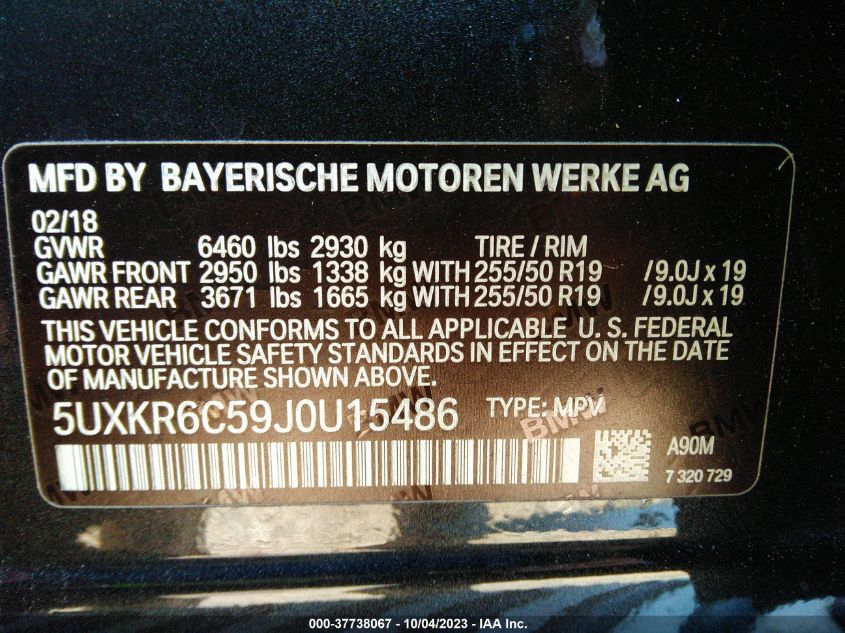 MFD BY BAYERISCHE MOTOREN WERKE AG
02/18
GVWR 6460 lbs 2930 kg TIRE / RIM
GAWR FRONT 2950 lbs 1338 kg WITH 255/50 R19 /9.0J x 19
GAWR REAR 3671 lbs 1665 kg WITH 255/50 R19 /9.0J x 19
THIS VEHICLE CONFORMS TO ALL APPLICABLE U. S. FEDERAL
MOTOR VEHICLE SAFETY STANDARDS IN EFFECT ON THE DATE
OF MANUFACTURE SHOWN ABOVE.
5UXKR6C59J0U15486 TYPE: MPV
BMW
A90M
7 320 729
000-37738067 - 10/04/2023 - IAA Inc.